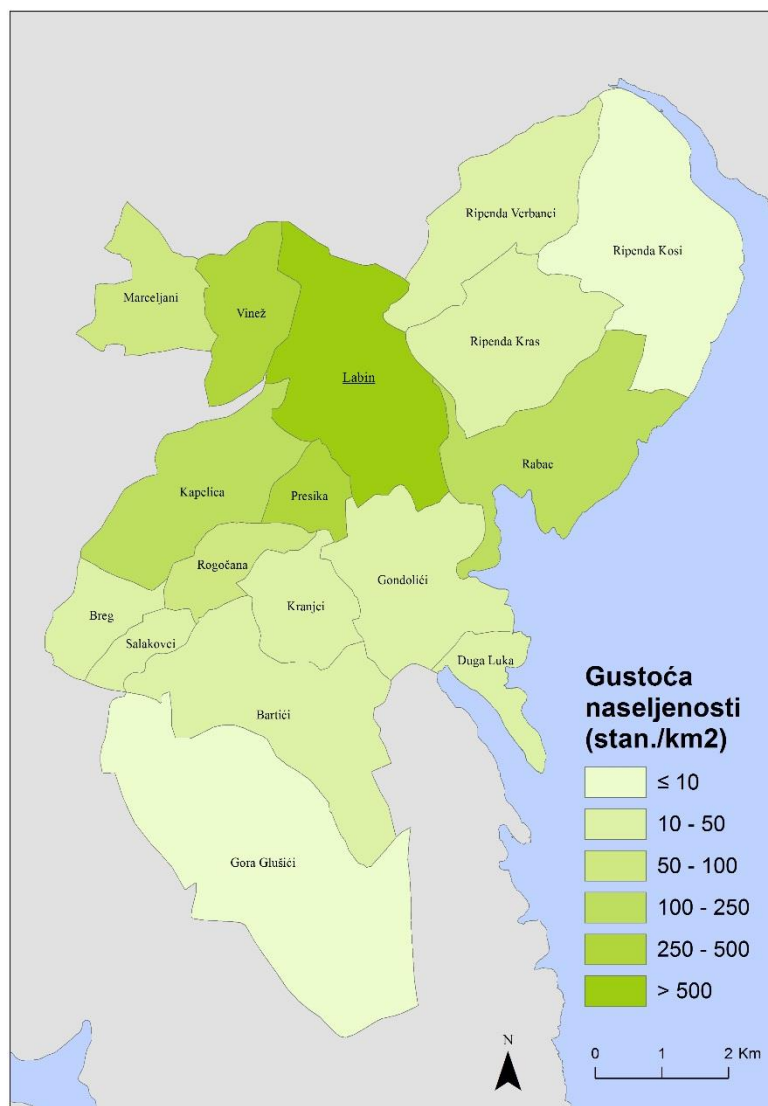 Ripenda Verbanci
Ripenda Kosi
Marceljani
Vinež
Ripenda Kras
Labin
Rabac
Kapelica
Presika
Rogočana
Gondolići
Kranjci
Breg
Salakovci
Duga Luka
Bartići
Gora Glušići
Gustoća
naseljenosti
(stan./km2)
≤ 10
10 - 50
50 - 100
100 - 250
250 - 500
> 500
N
0 1 2 Km